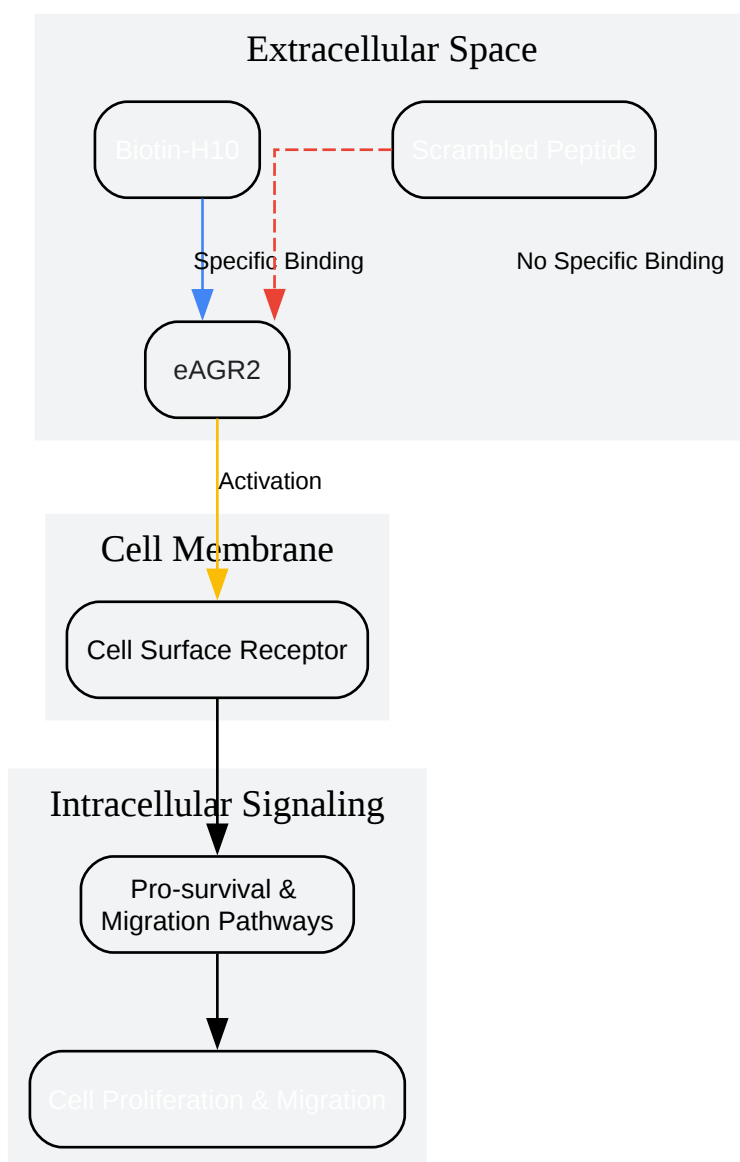 Extracellular Space
Biotin-H10
Scrambled Peptide
Specific Binding
No Specific Binding
eAGR2
Activation
Cell Membrane
Cell Surface Receptor
Intracellular Signaling
Pro-survival &
Migration Pathways
Cell Proliferation & Migration